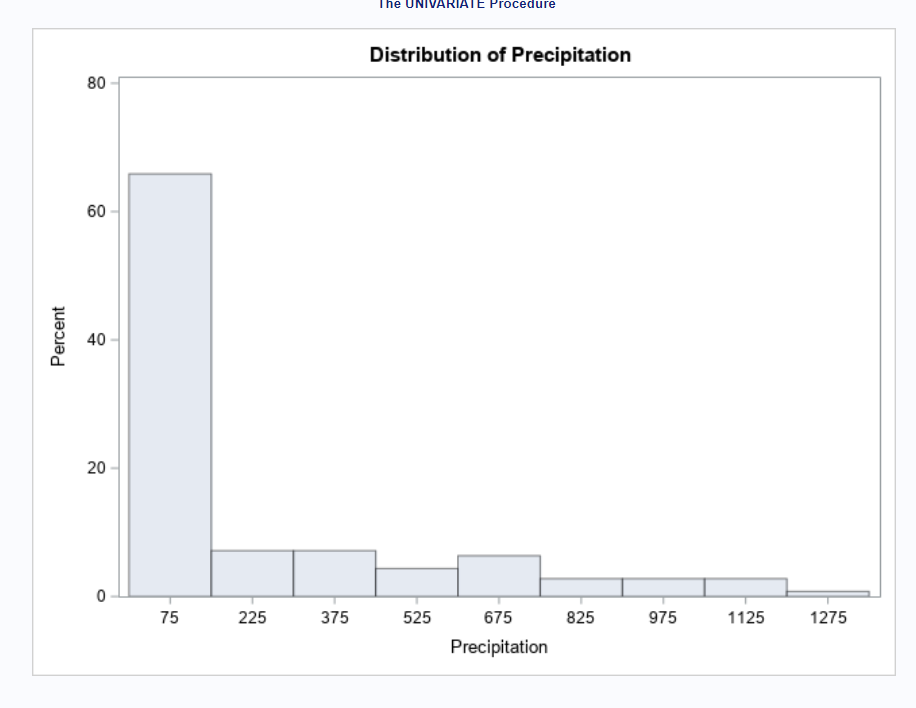 The UNIVARIATE Procedure
Distribution of Precipitation
80
60
40
20
0
Percent
75 225 375 525 675 825 975 1125 1275
Precipitation